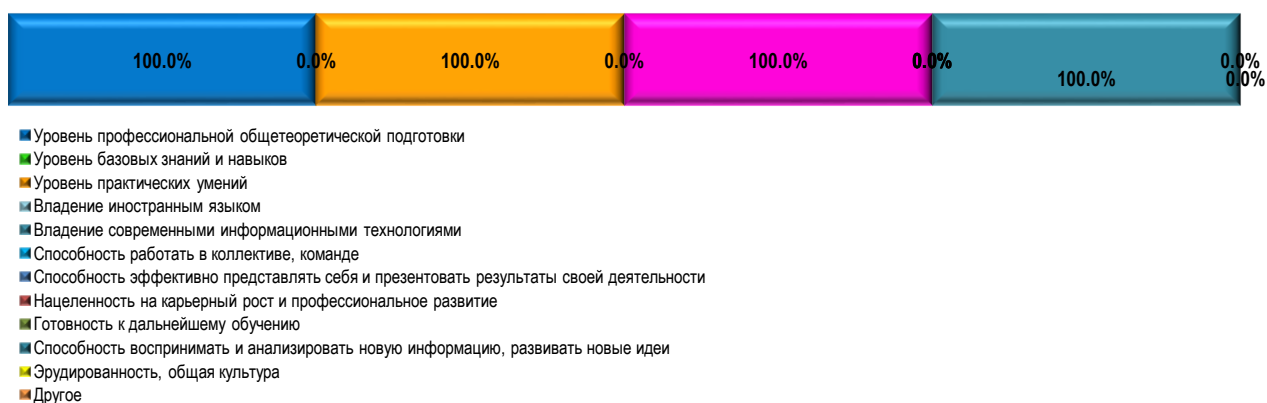 100.0% 0.0% 100.0% 0.0% 100.0% 0.0% 0.0%
100.0% 0.0%
Уровень профессиональной общетеоретической подготовки
Уровень базовых знаний и навыков
Уровень практических умений
Владение иностранным языком
Владение современными информационными технологиями
Способность работать в коллективе, команде
Способность эффективно представлять себя и презентовать результаты своей деятельности
Нацеленность на карьерный рост и профессиональное развитие
Готовность к дальнейшему обучению
Способность воспринимать и анализировать новую информацию, развивать новые идеи
Эрудированность, общая культура
Другое